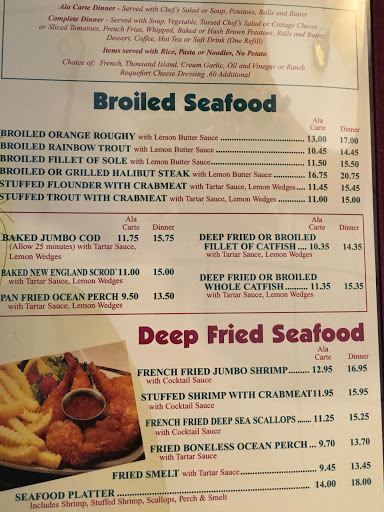 Ala Carte Dinner - Served with Chef's Salad or Soup, Potatoes, Rolls and Butter
Complete Dinner - Served with Soup, Vegetable, Tossed Chef's Salad or Cottage Cheese
or Sliced Tomatoes, French Fries, Whipped, Baked or Hash Brown Potatoes, Rolls and Butter,
Dessert, Coffee, Hot Tea or Soft Drink (One Refill)
Items served with Rice, Pasta or Noodles, No Potato
Choice of: French, Thousand Island, Cream Garlic, Oil and Vinegar or Ranch
Roquefort Cheese Dressing .60 Additional
Broiled Seafood
Ala
Carte Dinner
BROILED ORANGE ROUGHY with Lemon Butter Sauce 13.00 17.00
BROILED RAINBOW TROUT with Lemon Butter Sauce 10.45 14.45
BROILED FILLET OF SOLE with Lemon Butter Sauce 11.50 15.50
BROILED OR GRILLED HALIBUT STEAK with Lemon Butter Sauce 16.75 20.75
STUFFED FLOUNDER WITH CRABMEAT with Tartar Sauce, Lemon Wedges 11.45 15.45
STUFFED TROUT WITH CRABMEAT with Tartar Sauce, Lemon Wedges 11.00 15.00
Ala
Carte Dinner
BAKED JUMBO COD 11.75 15.75
(Allow 25 minutes) with Tartar Sauce,
Lemon Wedges
BAKED NEW ENGLAND SCROD 11.00 15.00
with Tartar Sauce, Lemon Wedges
PAN FRIED OCEAN PERCH 9.50 13.50
with Tartar Sauce, Lemon Wedges
Ala
Carte Dinner
DEEP FRIED OR BROILED
FILLET OF CATFISH 10.35 14.35
with Tartar Sauce, Lemon Wedges
DEEP FRIED OR BROILED
WHOLE CATFISH 11.35 15.35
with Tartar Sauce, Lemon Wedges
Deep Fried Seafood
Ala
Carte Dinner
FRENCH FRIED JUMBO SHRIMP 12.95 16.95
with Cocktail Sauce
STUFFED SHRIMP WITH CRABMEAT 11.95 15.95
with Cocktail Sauce
FRENCH FRIED DEEP SEA SCALLOPS 11.25 15.25
with Cocktail Sauce
FRIED BONELESS OCEAN PERCH 9.70 13.70
with Tartar Sauce
FRIED SMELT with Tartar Sauce 9.45 13.45
SEAFOOD PLATTER 14.00 18.00
Includes Shrimp, Stuffed Shrimp, Scallops, Perch & Smelt